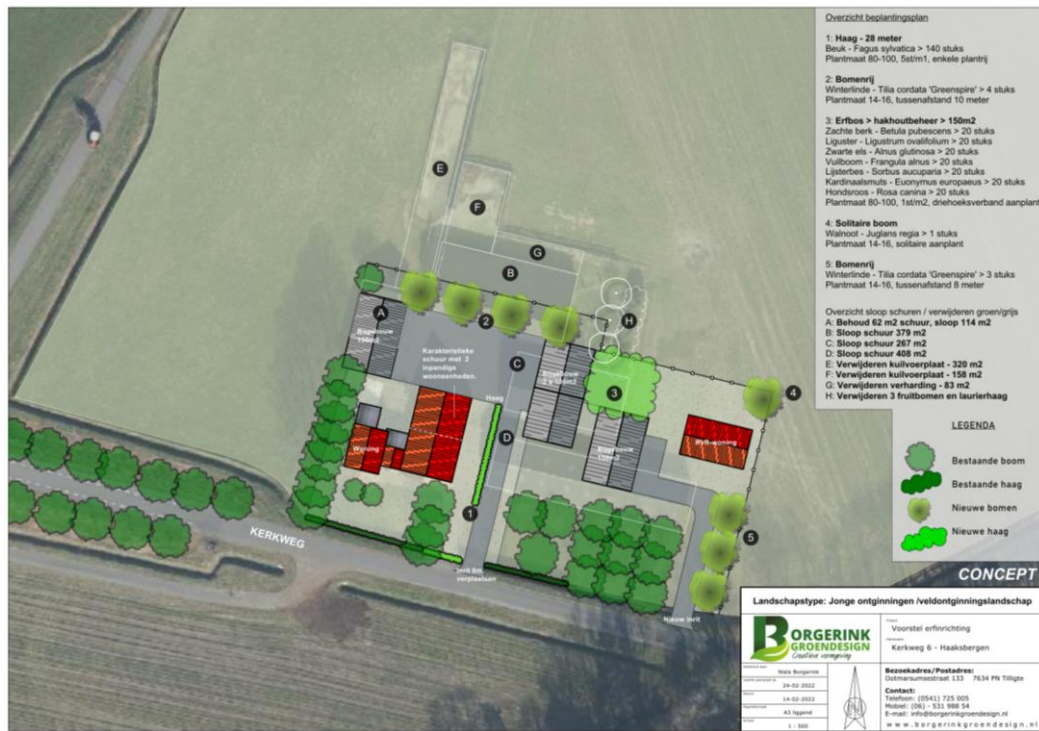 Overzicht beplantingsplan
1: Haag - 28 meter
Beuk - Fagus sylvatica > 140 stuks
Plantmaat 80-100, 5st/m1, enkele plantrij
2: Bomenrij
Winterlinde - Tilia cordata 'Greenspire' > 4 stuks
Plantmaat 14-16, tussenafstand 10 meter
3: Erfbos > hakhoutbeheer > 150m2
Zachte berk - Betula pubescens > 20 stuks
Liguster - Ligustrum ovalifolium > 20 stuks
Zwarte els - Alnus glutinosa > 20 stuks
Vuilboom - Frangula alnus > 20 stuks
Lijsterbes - Sorbus aucuparia > 20 stuks
Kardinaalsmuts - Euonymus europaeus > 20 stuks
Hondsroos - Rosa canina > 20 stuks
Plantmaat 80-100, 1st/m2, driehoeksverband aanplant
4: Solitaire boom
Walnoot - Juglans regia > 1 stuks
Plantmaat 14-16, solitaire aanplant
5: Bomenrij
Winterlinde - Tilia cordata 'Greenspire' > 3 stuks
Plantmaat 14-16, tussenafstand 8 meter
Overzicht sloop schuren / verwijderen groen/grijs
A: Behoud 62 m2 schuur, sloop 114 m2
B: Sloop schuur 379 m2
C: Sloop schuur 267 m2
D: Sloop schuur 408 m2
E: Verwijderen kuilvoerplaat - 320 m2
F: Verwijderen kuilvoerplaat - 158 m2
G: Verwijderen verharding - 83 m2
H: Verwijderen 3 fruitbomen en laurierhaag
LEGENDA
Bestaande boom
Bestaande haag
Nieuwe bomen
Nieuwe haag
E
F
G
B
A
2
H
C
3
4
D
1
5
Bijgebouw
Karakteristieke
schuur met 2
inpandige
wooneenheden.
Bijgebouw
Haag
Woning
Bijgebouw
KERKWEG
Inrit 6m
verplaatsen
Nieuw inrit
CONCEPT
Landschapstype: Jonge ontginningen /veldontginningslandschap
BORGERINK
GROENDESIGN
Creatieve vormgeving
Voorstel erfinrichting
Kerkweg 6 - Haaksbergen
Niels Borgerink
24-02-2022
14-02-2022
A3 liggend
1 : 500
N
Bezoekadres/Postadres:
Ootmarsumsestraat 133 7634 PN Tilligte
Contact:
Telefoon: (0541) 725 005
Mobiel: (06) - 531 988 54
E-mail: info@borgerinkgroendesign.nl
www.borgerinkgroendesign.nl